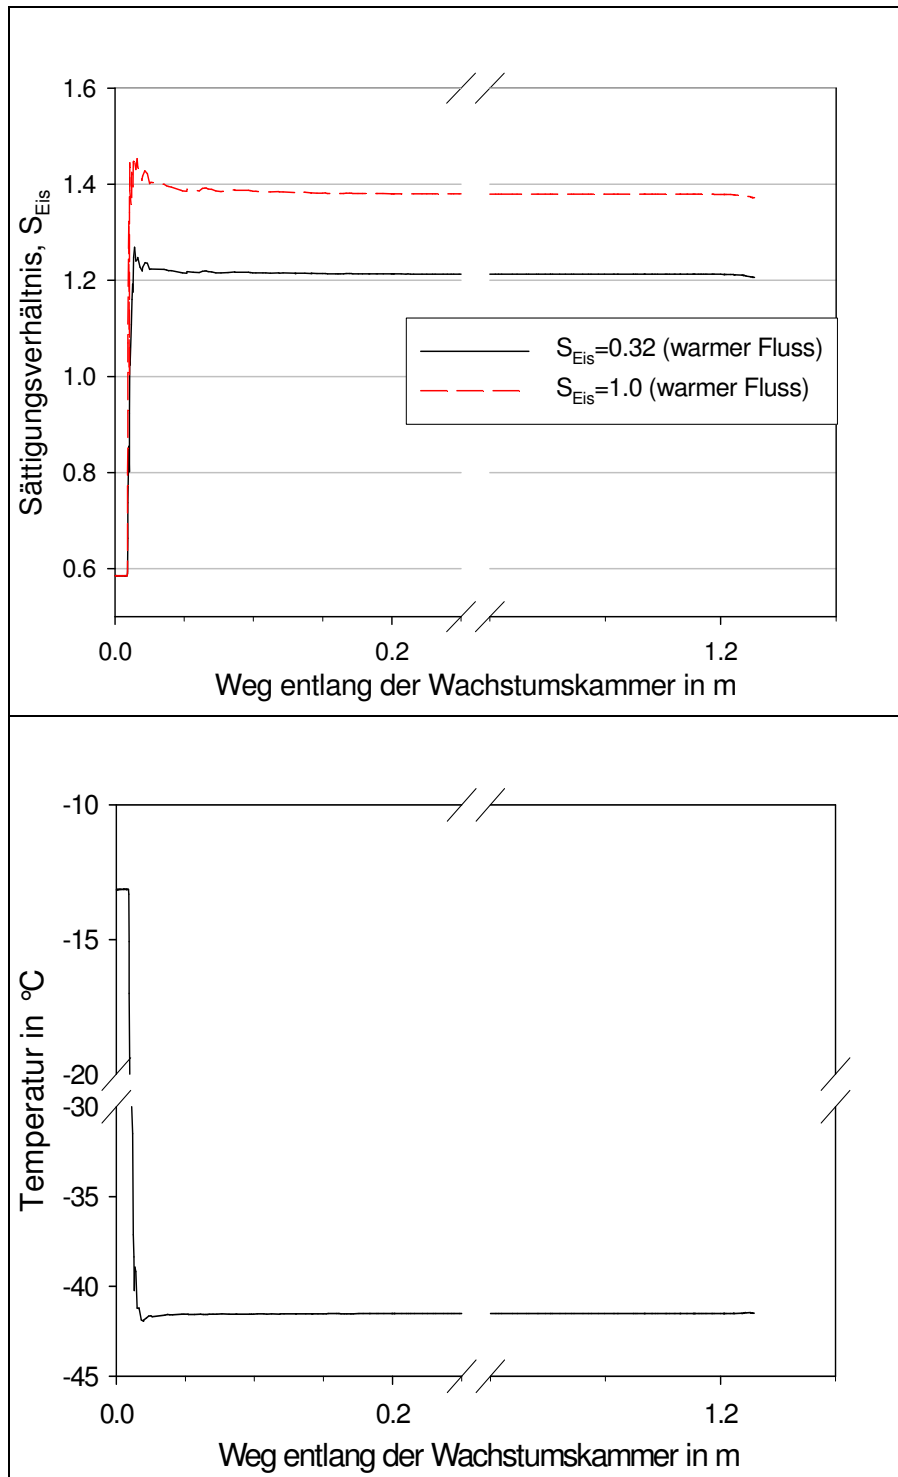 1.6
1.4
1.2
1.0
0.8
0.6
Sättigungsverhältnis, S_Eis
S_Eis=0.32 (warmer Fluss)
S_Eis=1.0 (warmer Fluss)
0.0 0.2 1.2
Weg entlang der Wachstumskammer in m
-10
-15
-20
-30
-35
-40
-45
Temperatur in °C
0.0 0.2 1.2
Weg entlang der Wachstumskammer in m